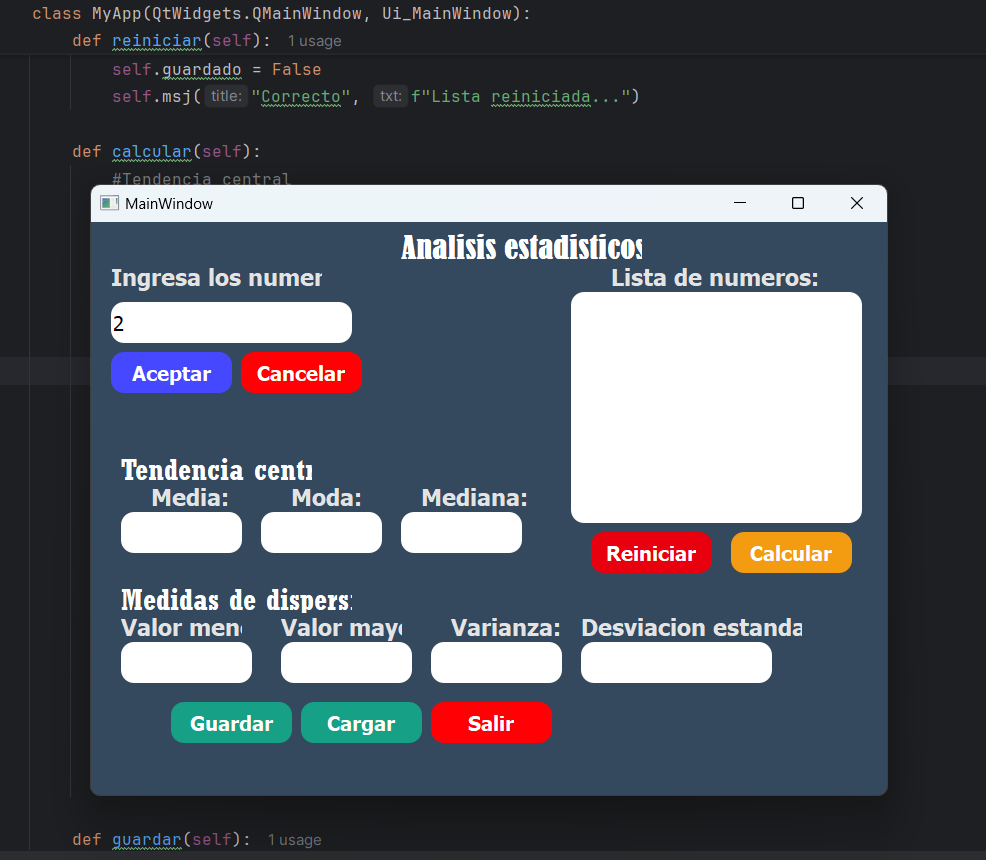 class MyApp(QtWidgets.QMainWindow, Ui_MainWindow):
def reiniciar(self): 1 usage
self.guardado = False
self.msj( title: "Correcto", txt: f"Lista reiniciada...")
def calcular(self):
#Tendencia central
MainWindow
Analisis estadisticos
Ingresa los numer
Lista de numeros:
2
Aceptar Cancelar
Tendencia centr
Media: Moda: Mediana:
Reiniciar Calcular
Medidas de dispers
Valor men Valor mayo Varianza: Desviacion estanda
Guardar Cargar Salir
def guardar(self): 1 usage